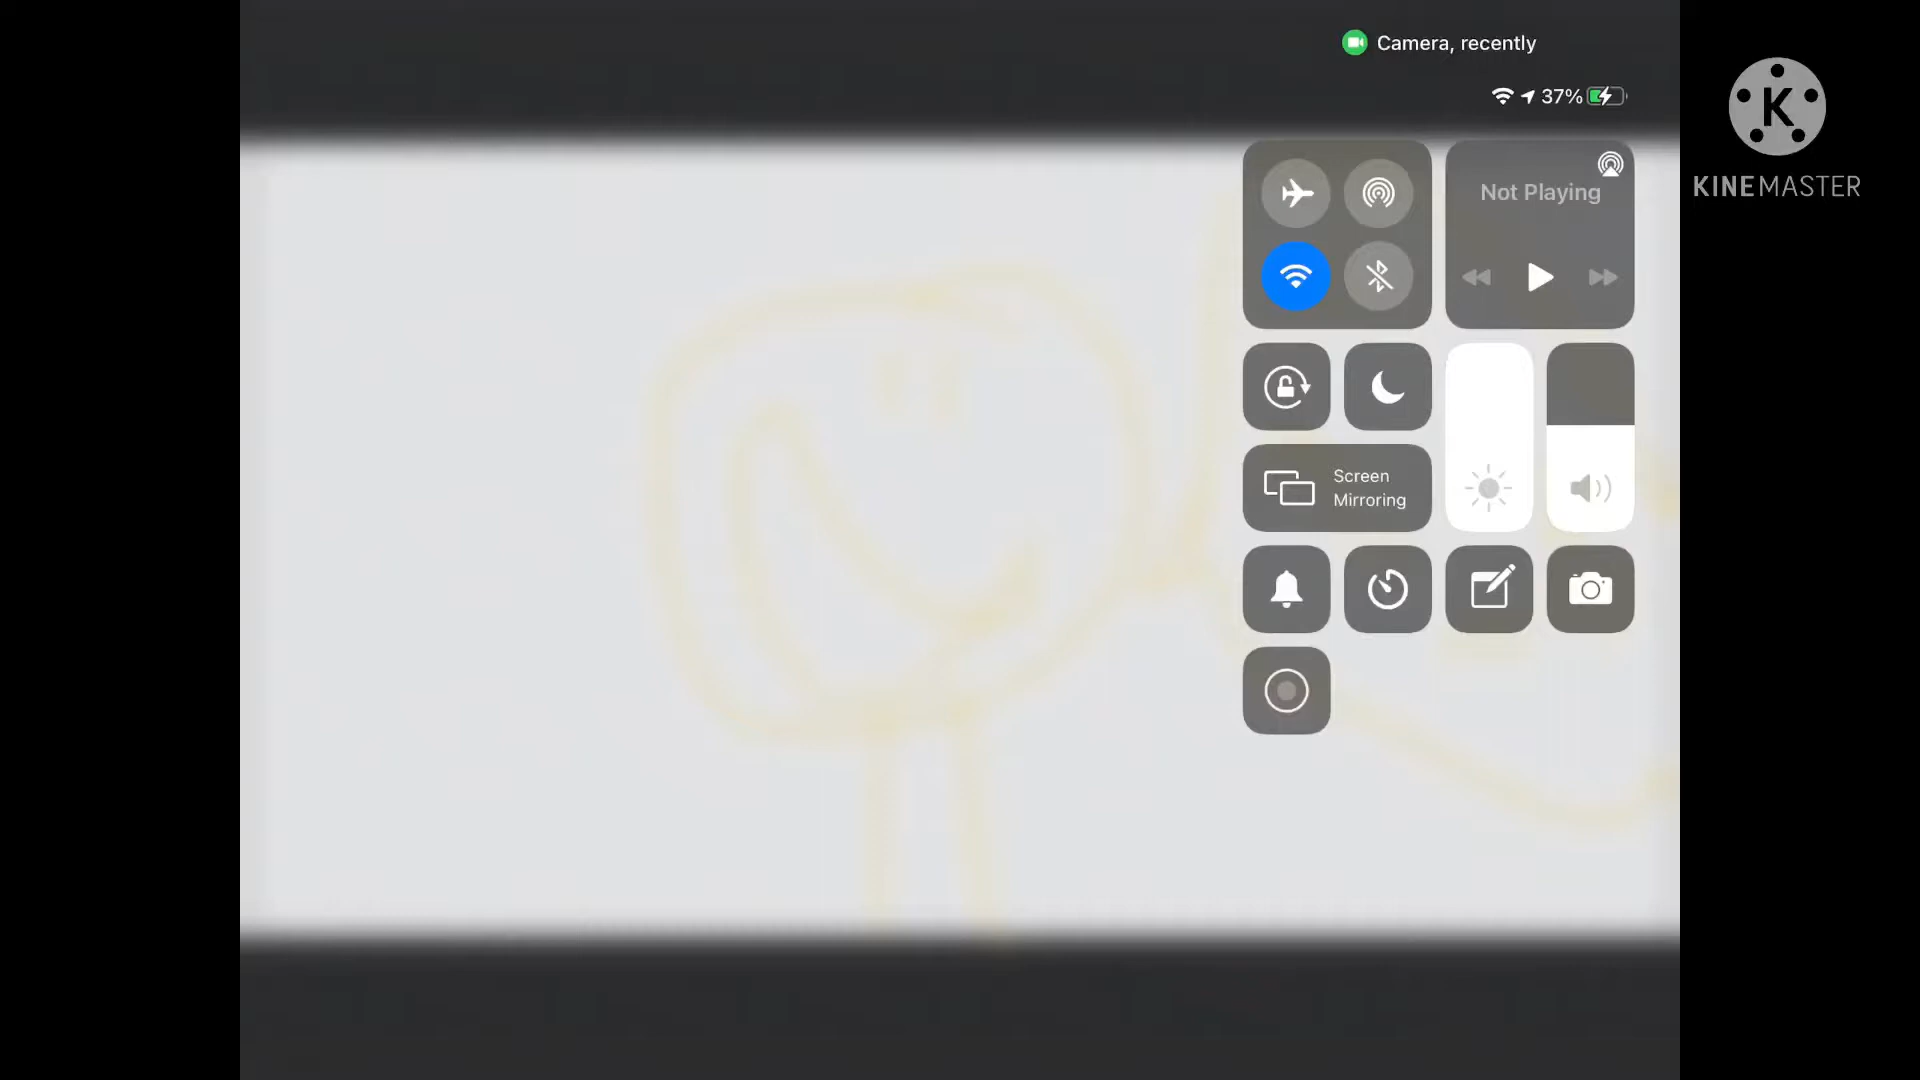 Camera, recently
37%
KINEMASTER
Not Playing
Screen
Mirroring